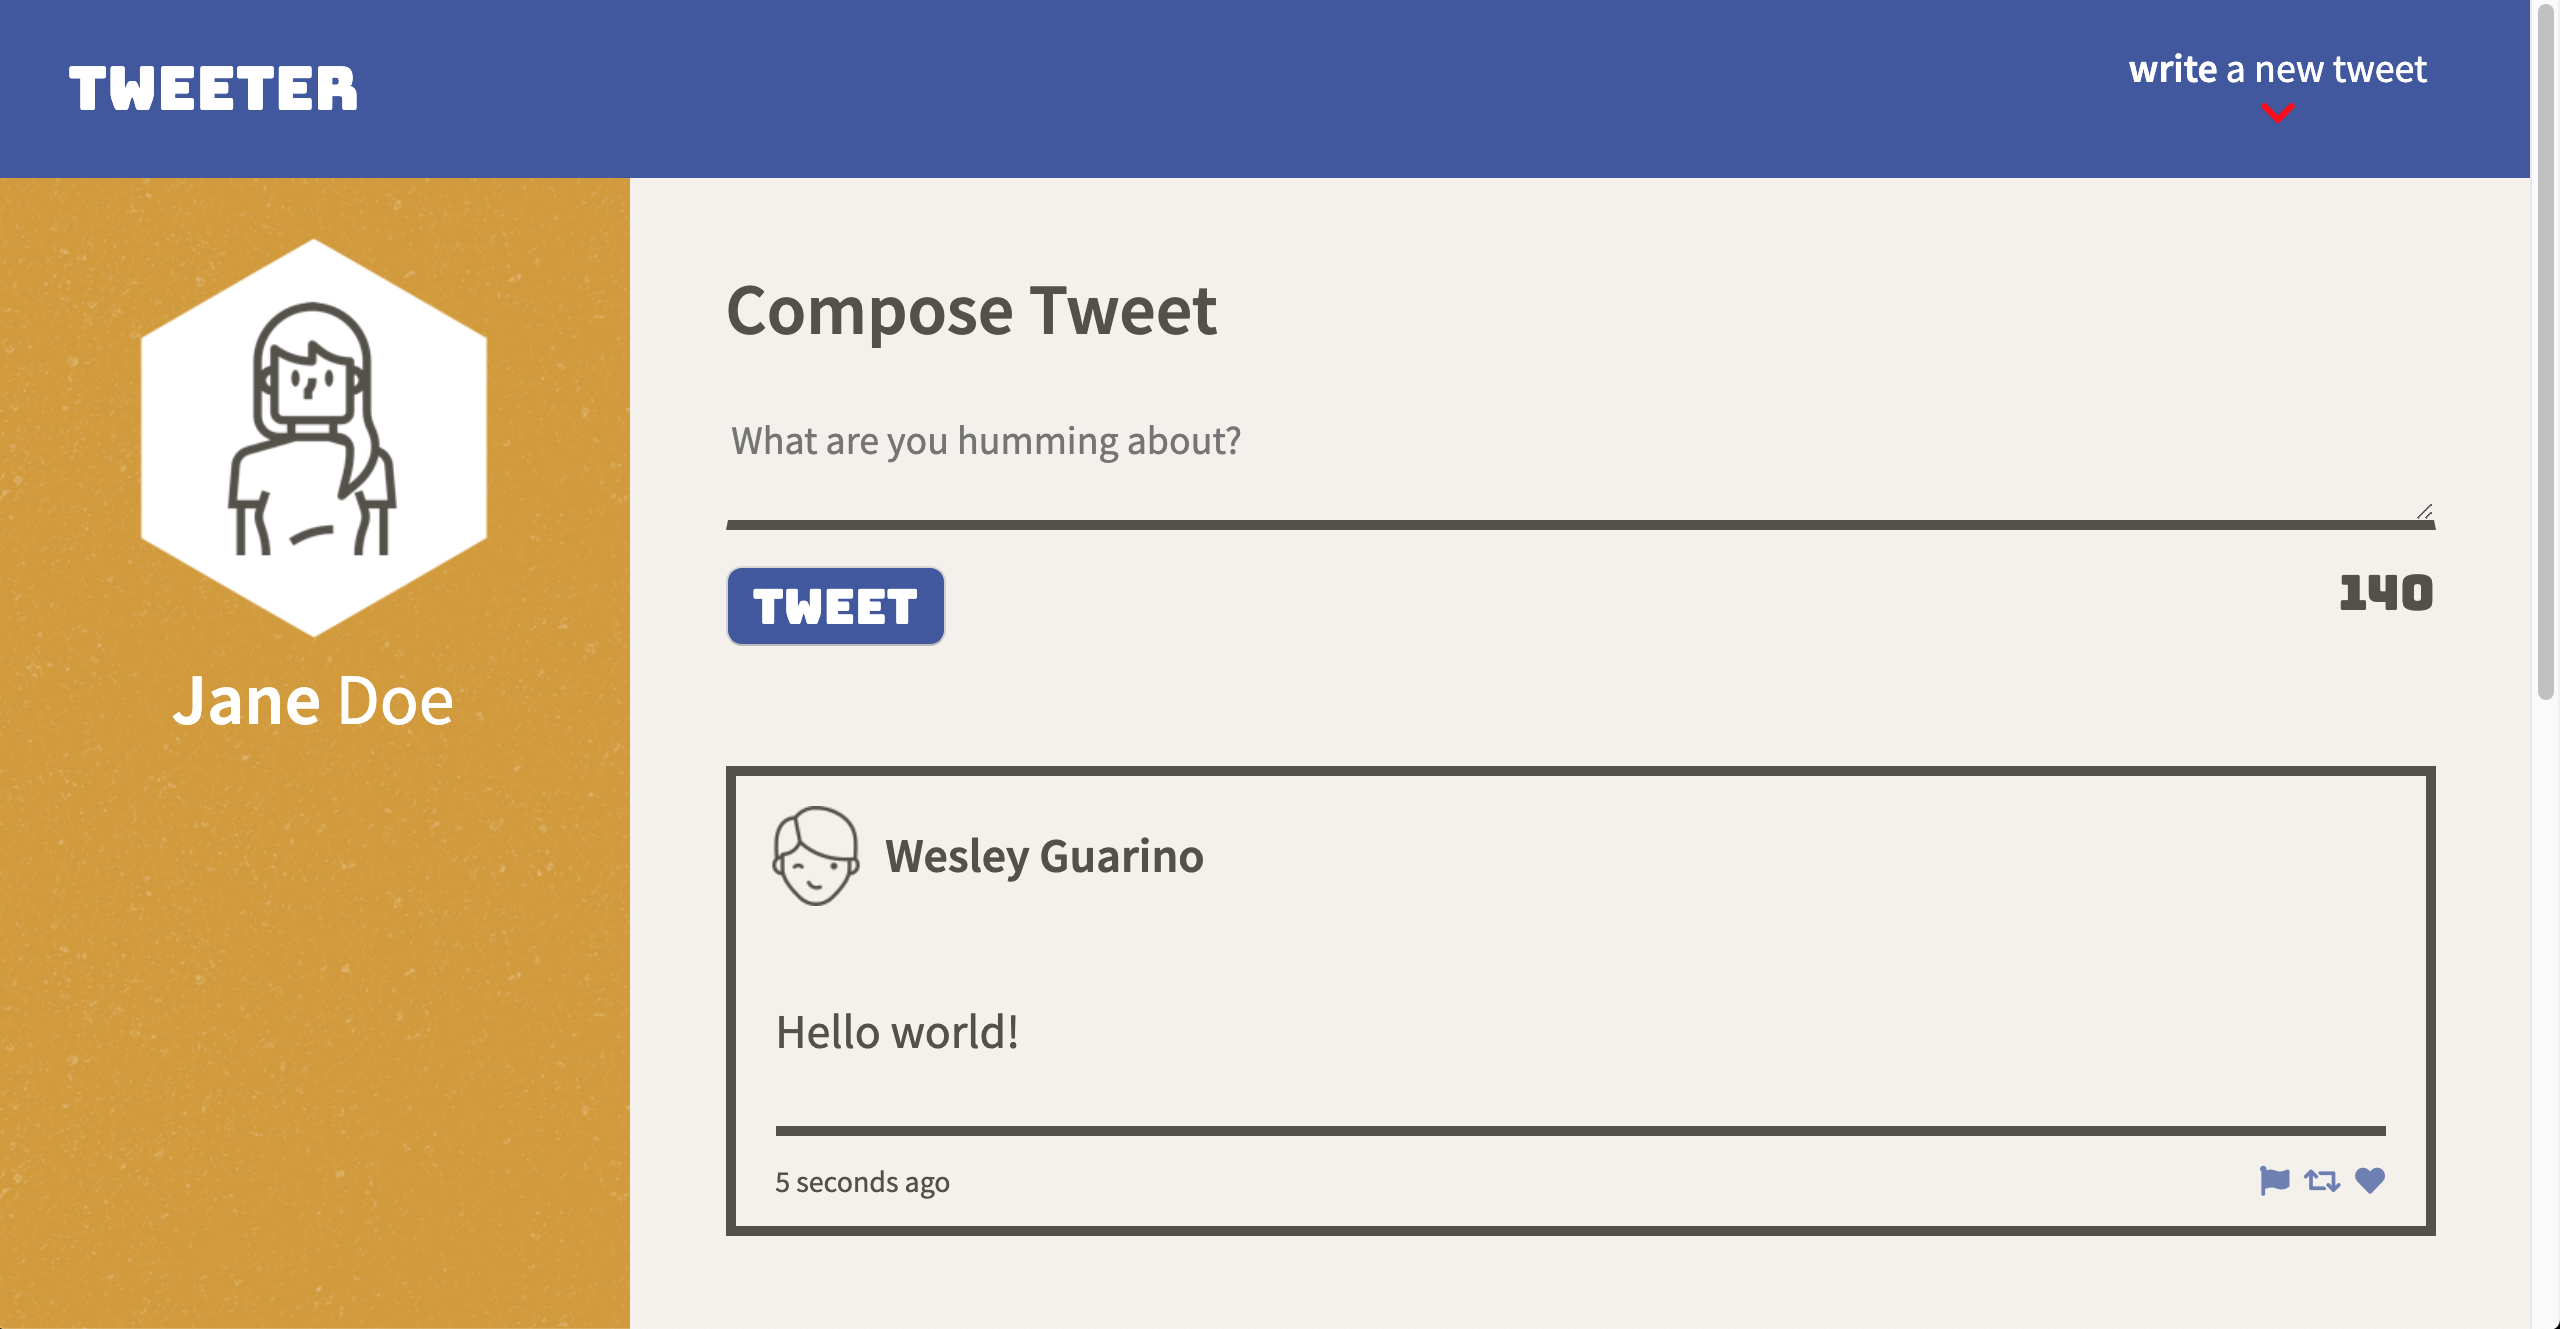 TWEETER
write a new tweet
Jane Doe
Compose Tweet
What are you humming about?
TWEET
140
Wesley Guarino
Hello world!
5 seconds ago